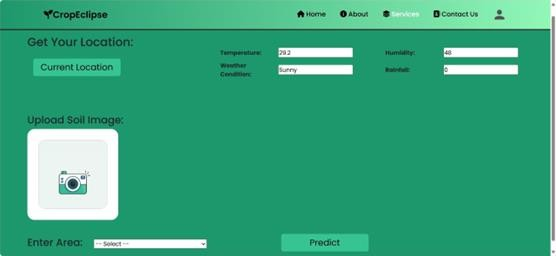 CropEclipse
Home About Services Contact Us
Get Your Location:
Current Location
Temperature: 29.2 Humidity: 48
Weather Condition: Sunny Rainfall: 0
Upload Soil Image:
Enter Area: -- Select -- Predict